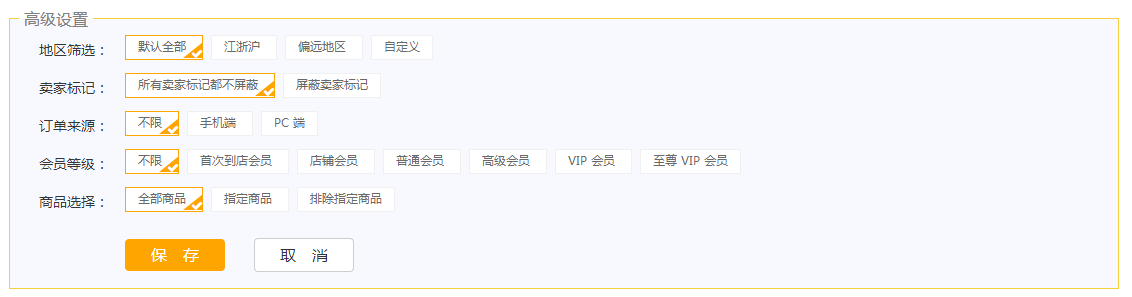 高级设置
地区筛选： 默认全部 江浙沪 偏远地区 自定义
卖家标记： 所有卖家标记都不屏蔽 屏蔽卖家标记
订单来源： 不限 手机端 PC 端
会员等级： 不限 首次到店会员 店铺会员 普通会员 高级会员 VIP 会员 至尊 VIP 会员
商品选择： 全部商品 指定商品 排除指定商品
保 存 取 消